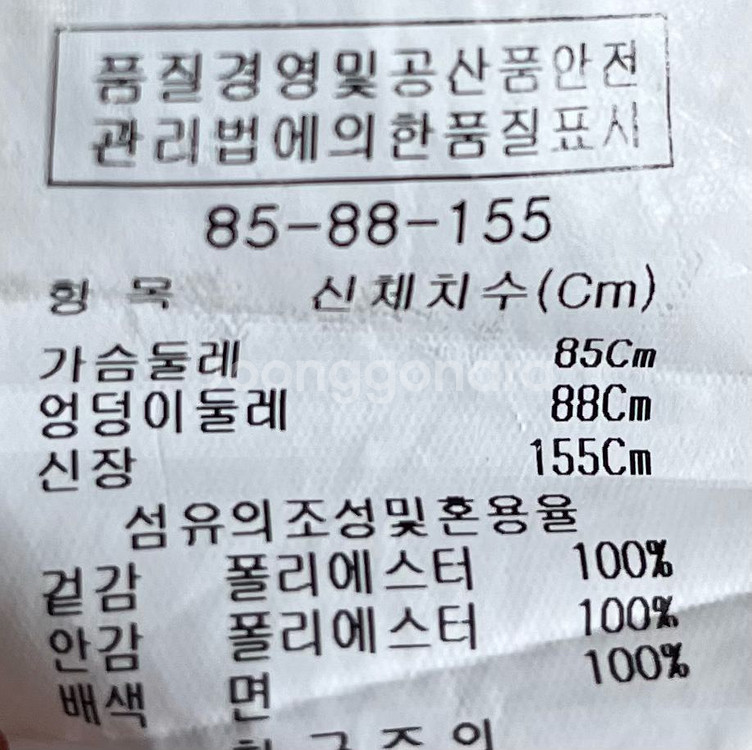 품질경영및공산품안전
관리법에의한품질표시
85-88-155
항 목 신체치수(Cm)
가슴둘레 85Cm
엉덩이둘레 88Cm
신장 155Cm
섬유의조성및혼용율
겉감 폴리에스터 100%
안감 폴리에스터 100%
배색 면 100%